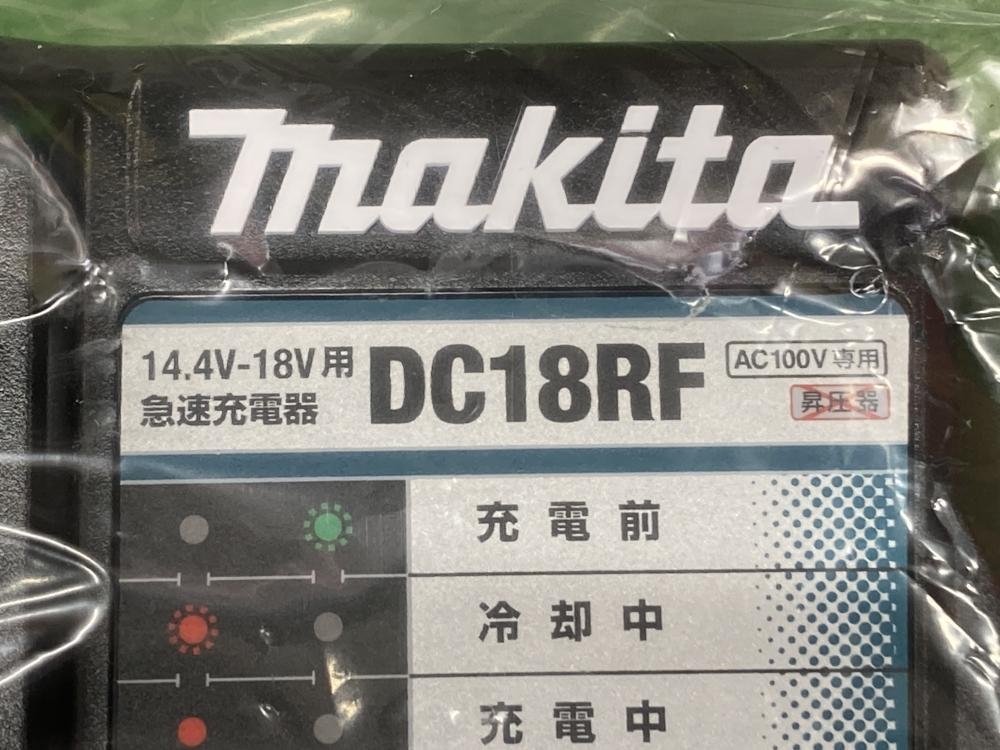 makita
14.4V-18V用
急速充電器
DC18RF
AC100V専用
昇圧器
充電前
冷却中
充電中